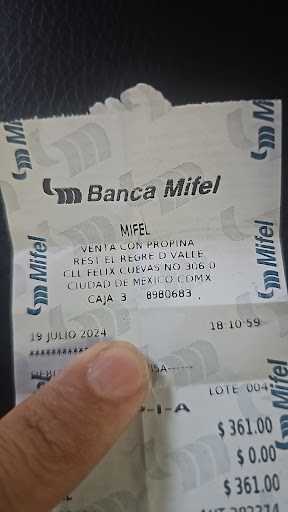 Banca Mifel
MIFEL
VENTA CON PROPINA
REST EL REGRE D VALLE
CLL FELIX CUEVAS NO 306 0
CIUDAD DE MEXICO CDMX
CAJA 3 8980683
19 JULIO 2024 18:10:59
LOTE 004
P-I-A
$ 361.00
$ 0.00
$ 361.00
Mifel
Mifel
Mifel